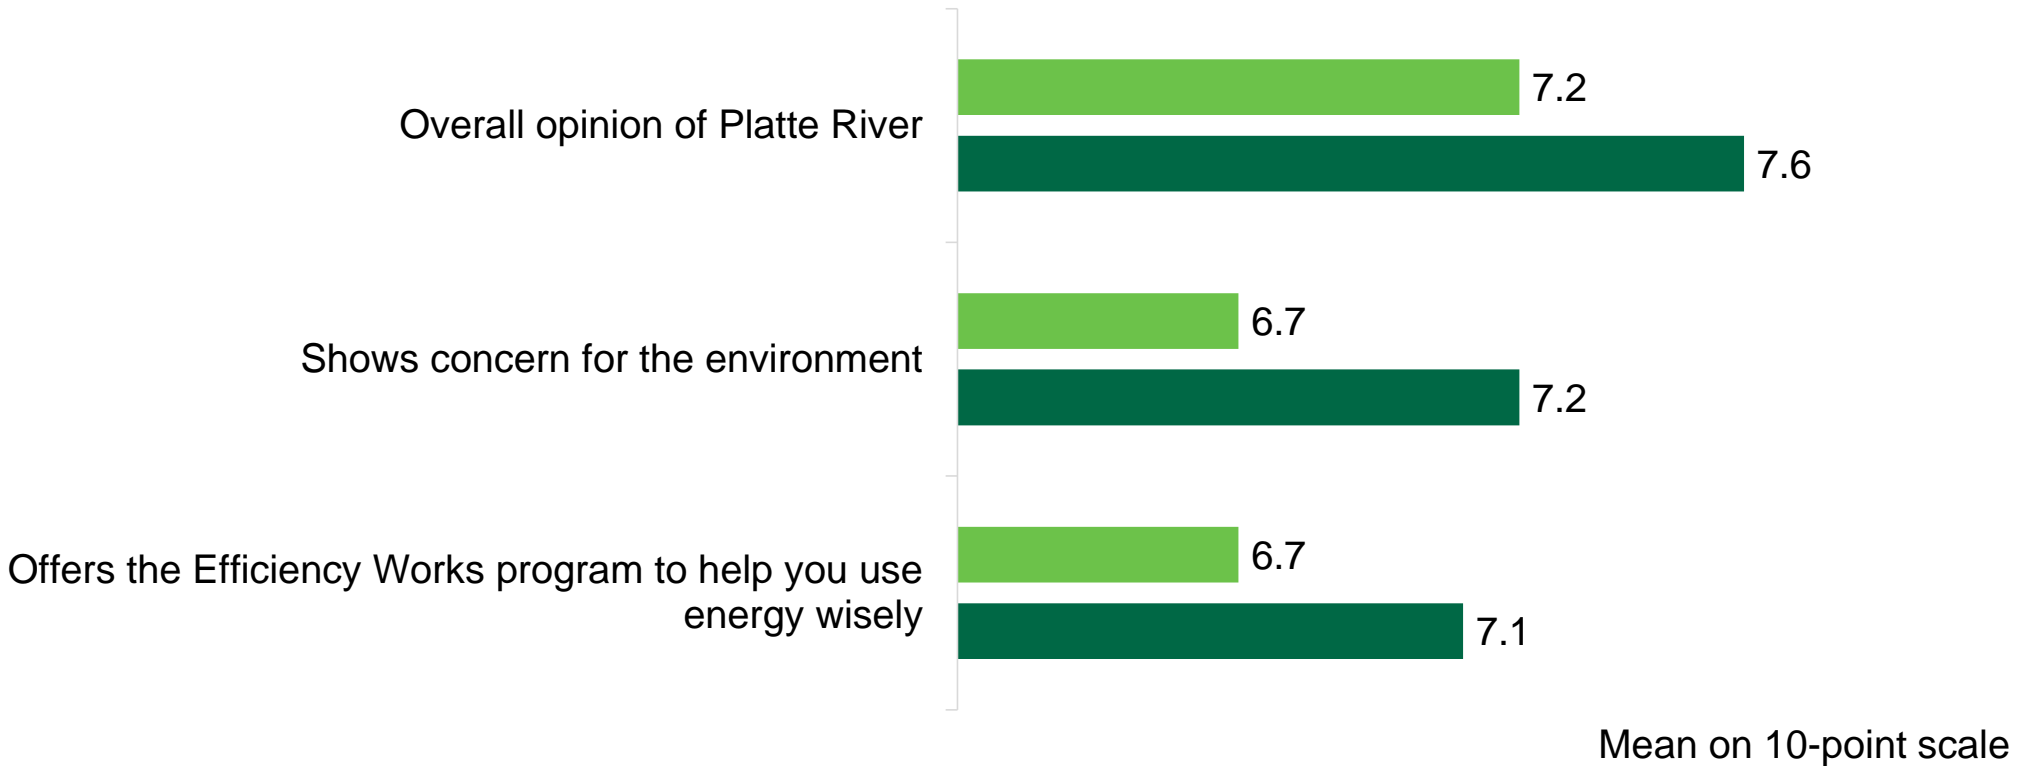 7.2
Overall opinion of Platte River
7.6
6.7
Shows concern for the environment
7.2
6.7
Offers the Efficiency Works program to help you use
energy wisely
7.1
Mean on 10-point scale